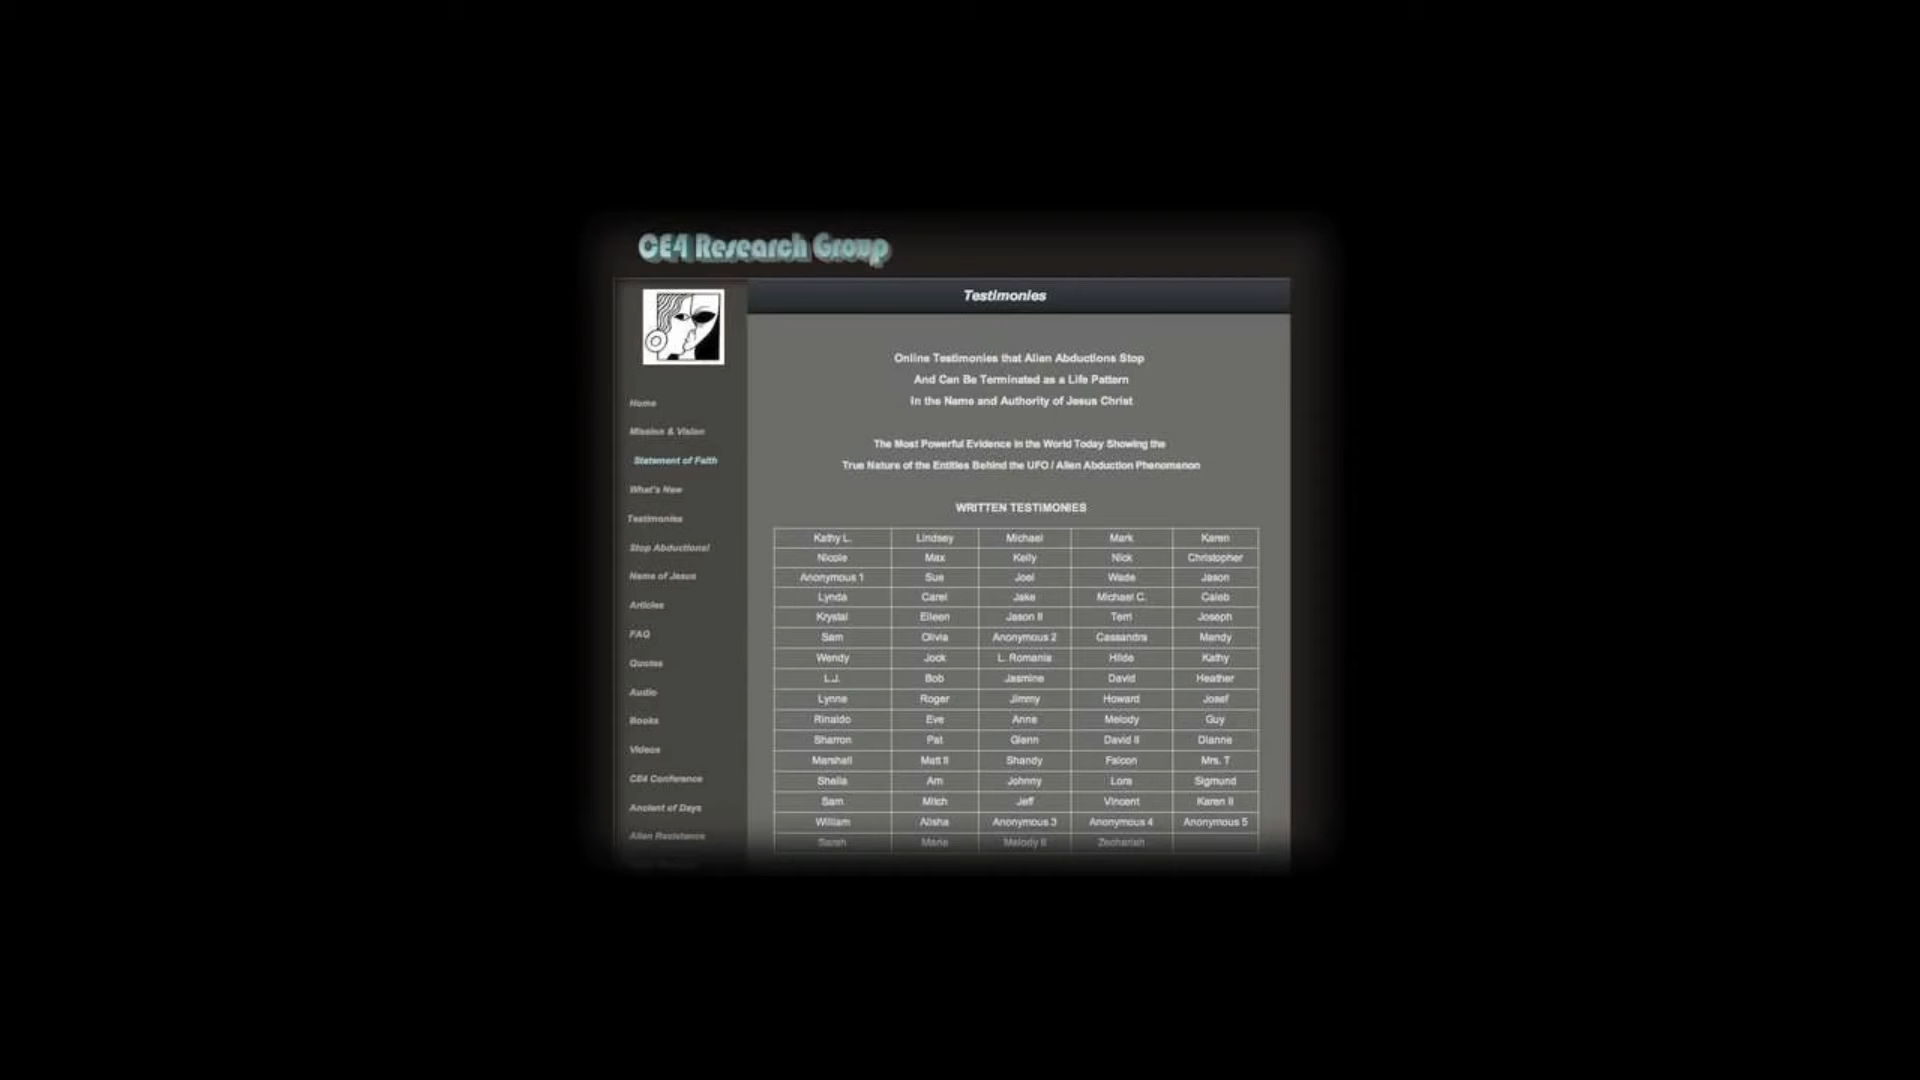 CE4 Research Group
Testimonies
Home
Mission & Vision
Statement of Faith
What's New
Testimonies
Stop Abductions!
Name of Jesus
Articles
FAQ
Quotes
Audio
Books
Videos
CE4 Conference
Ancient of Days
Alien Resistance
Online Testimonies that Alien Abductions Stop
And Can Be Terminated as a Life Pattern
In the Name and Authority of Jesus Christ
The Most Powerful Evidence in the World Today Showing the
True Nature of the Entities Behind the UFO / Alien Abduction Phenomenon
WRITTEN TESTIMONIES
Kathy L. Lindsey Michael Mark Karen
Nicole Max Kelly Nick Christopher
Anonymous 1 Sue Joel Wade Jason
Lynda Carel Jake Michael C. Caleb
Krystal Eileen Jason II Terri Joseph
Sam Olivia Anonymous 2 Cassandra Mandy
Wendy Jock L. Romania Hilde Kathy
L.J. Bob Jasmine David Heather
Lynne Roger Jimmy Howard Josef
Rinaldo Eve Anne Melody Guy
Sharron Pat Glenn David II Dianne
Marshall Matt II Shandy Falcon Mrs. T
Sheila Am Johnny Lora Sigmund
Sam Mitch Jeff Vincent Karen II
William Alisha Anonymous 3 Anonymous 4 Anonymous 5
Sarah Marie Melody II Zechariah